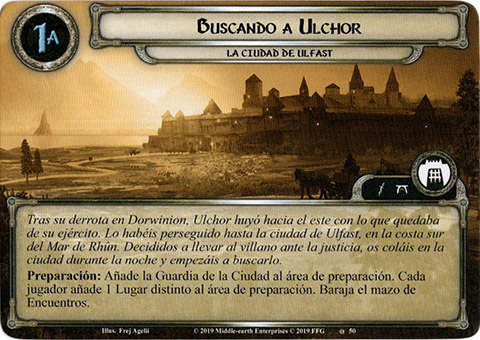 1A
BUSCANDO A ULCHOR
LA CIUDAD DE ULFAST
Tras su derrota en Dorwinion, Ulchor huyó hacia el este con lo que quedaba
de su ejército. Lo habéis perseguido hasta la ciudad de Ulfast, en la costa sur
del Mar de Rhûn. Decididos a llevar al villano ante la justicia, os coláis en la
ciudad durante la noche y empezáis a buscarlo.
Preparación: Añade la Guardia de la Ciudad al área de preparación. Cada
jugador añade 1 Lugar distinto al área de preparación. Baraja el mazo de
Encuentros.
Illus. Frej Agelii © 2019 Middle-earth Enterprises © 2019 FFG 50